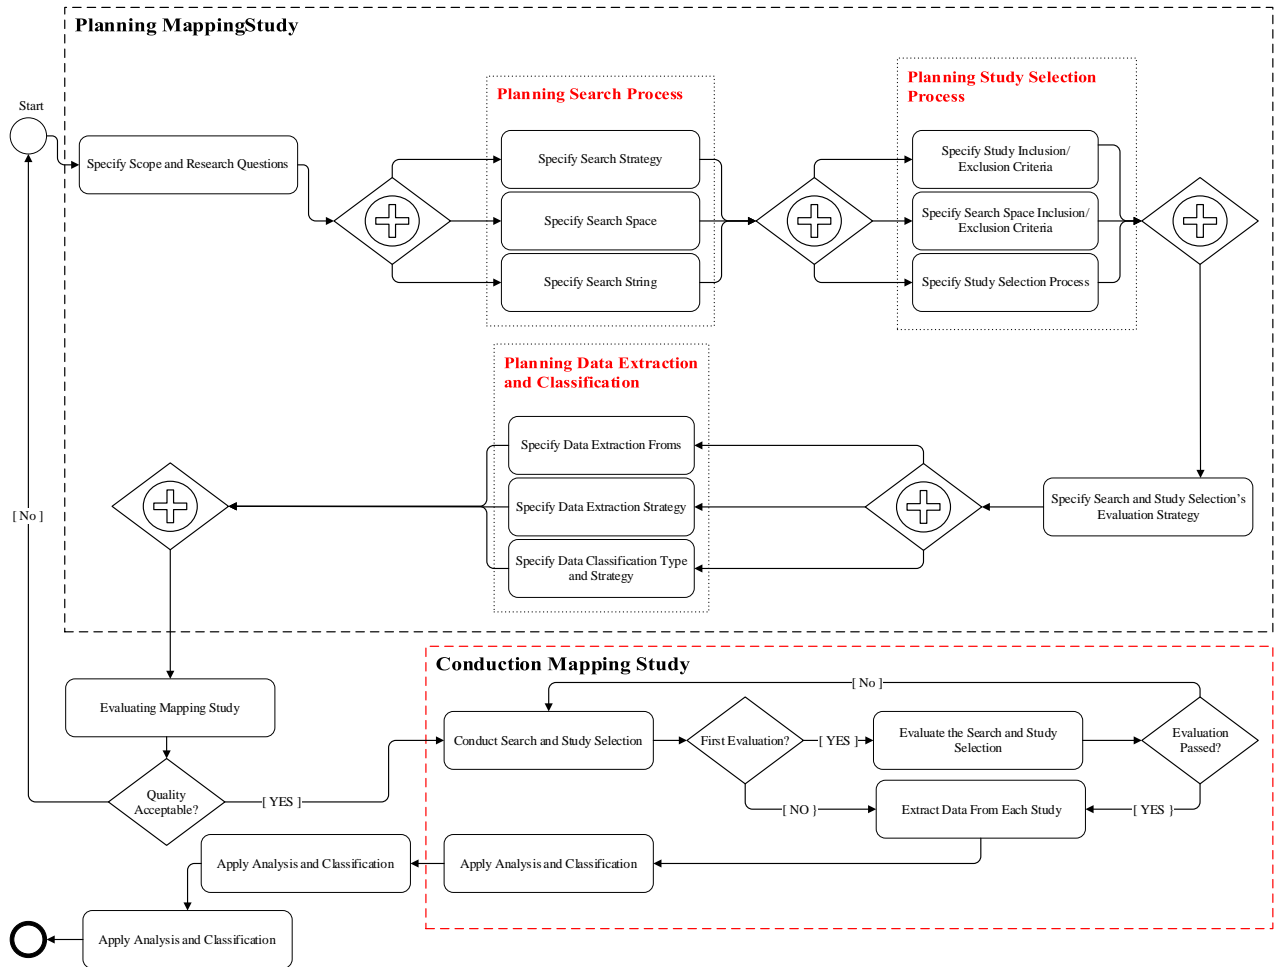 Planning MappingStudy
Start
Specify Scope and Research Questions
Planning Search Process
Specify Search Strategy
Specify Search Space
Specify Search String
Planning Study Selection
Process
Specify Study Inclusion/
Exclusion Criteria
Specify Search Space Inclusion/
Exclusion Criteria
Specify Study Selection Process
Planning Data Extraction
and Classification
Specify Data Extraction Froms
Specify Data Extraction Strategy
Specify Data Classification Type
and Strategy
Specify Search and Study Selection’s
Evaluation Strategy
[ No ]
Evaluating Mapping Study
Quality
Acceptable?
[ YES ]
Conduction Mapping Study
[ No ]
Conduct Search and Study Selection
First Evaluation?
[ YES ]
Evaluate the Search and Study
Selection
Evaluation
Passed?
[ NO }
Extract Data From Each Study
[ YES }
Apply Analysis and Classification
Apply Analysis and Classification
Apply Analysis and Classification